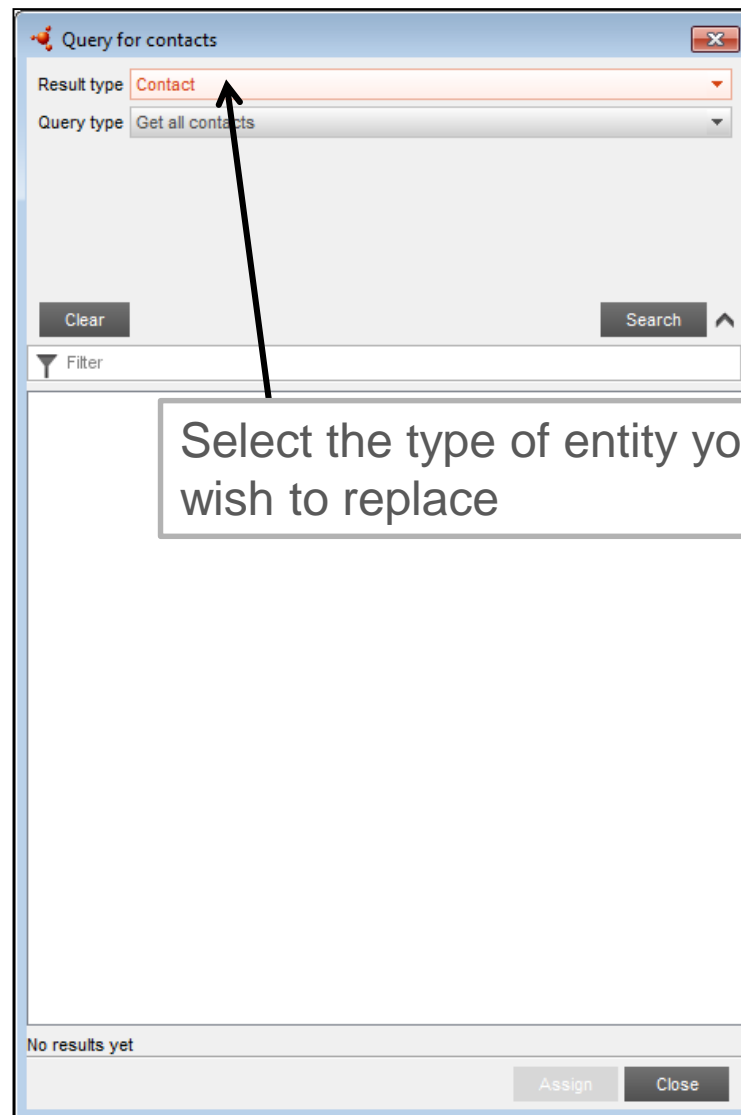 Query for contacts
Result type Contact
Query type Get all contacts
Clear Search
Filter
Select the type of entity yo
wish to replace
No results yet
Assign Close